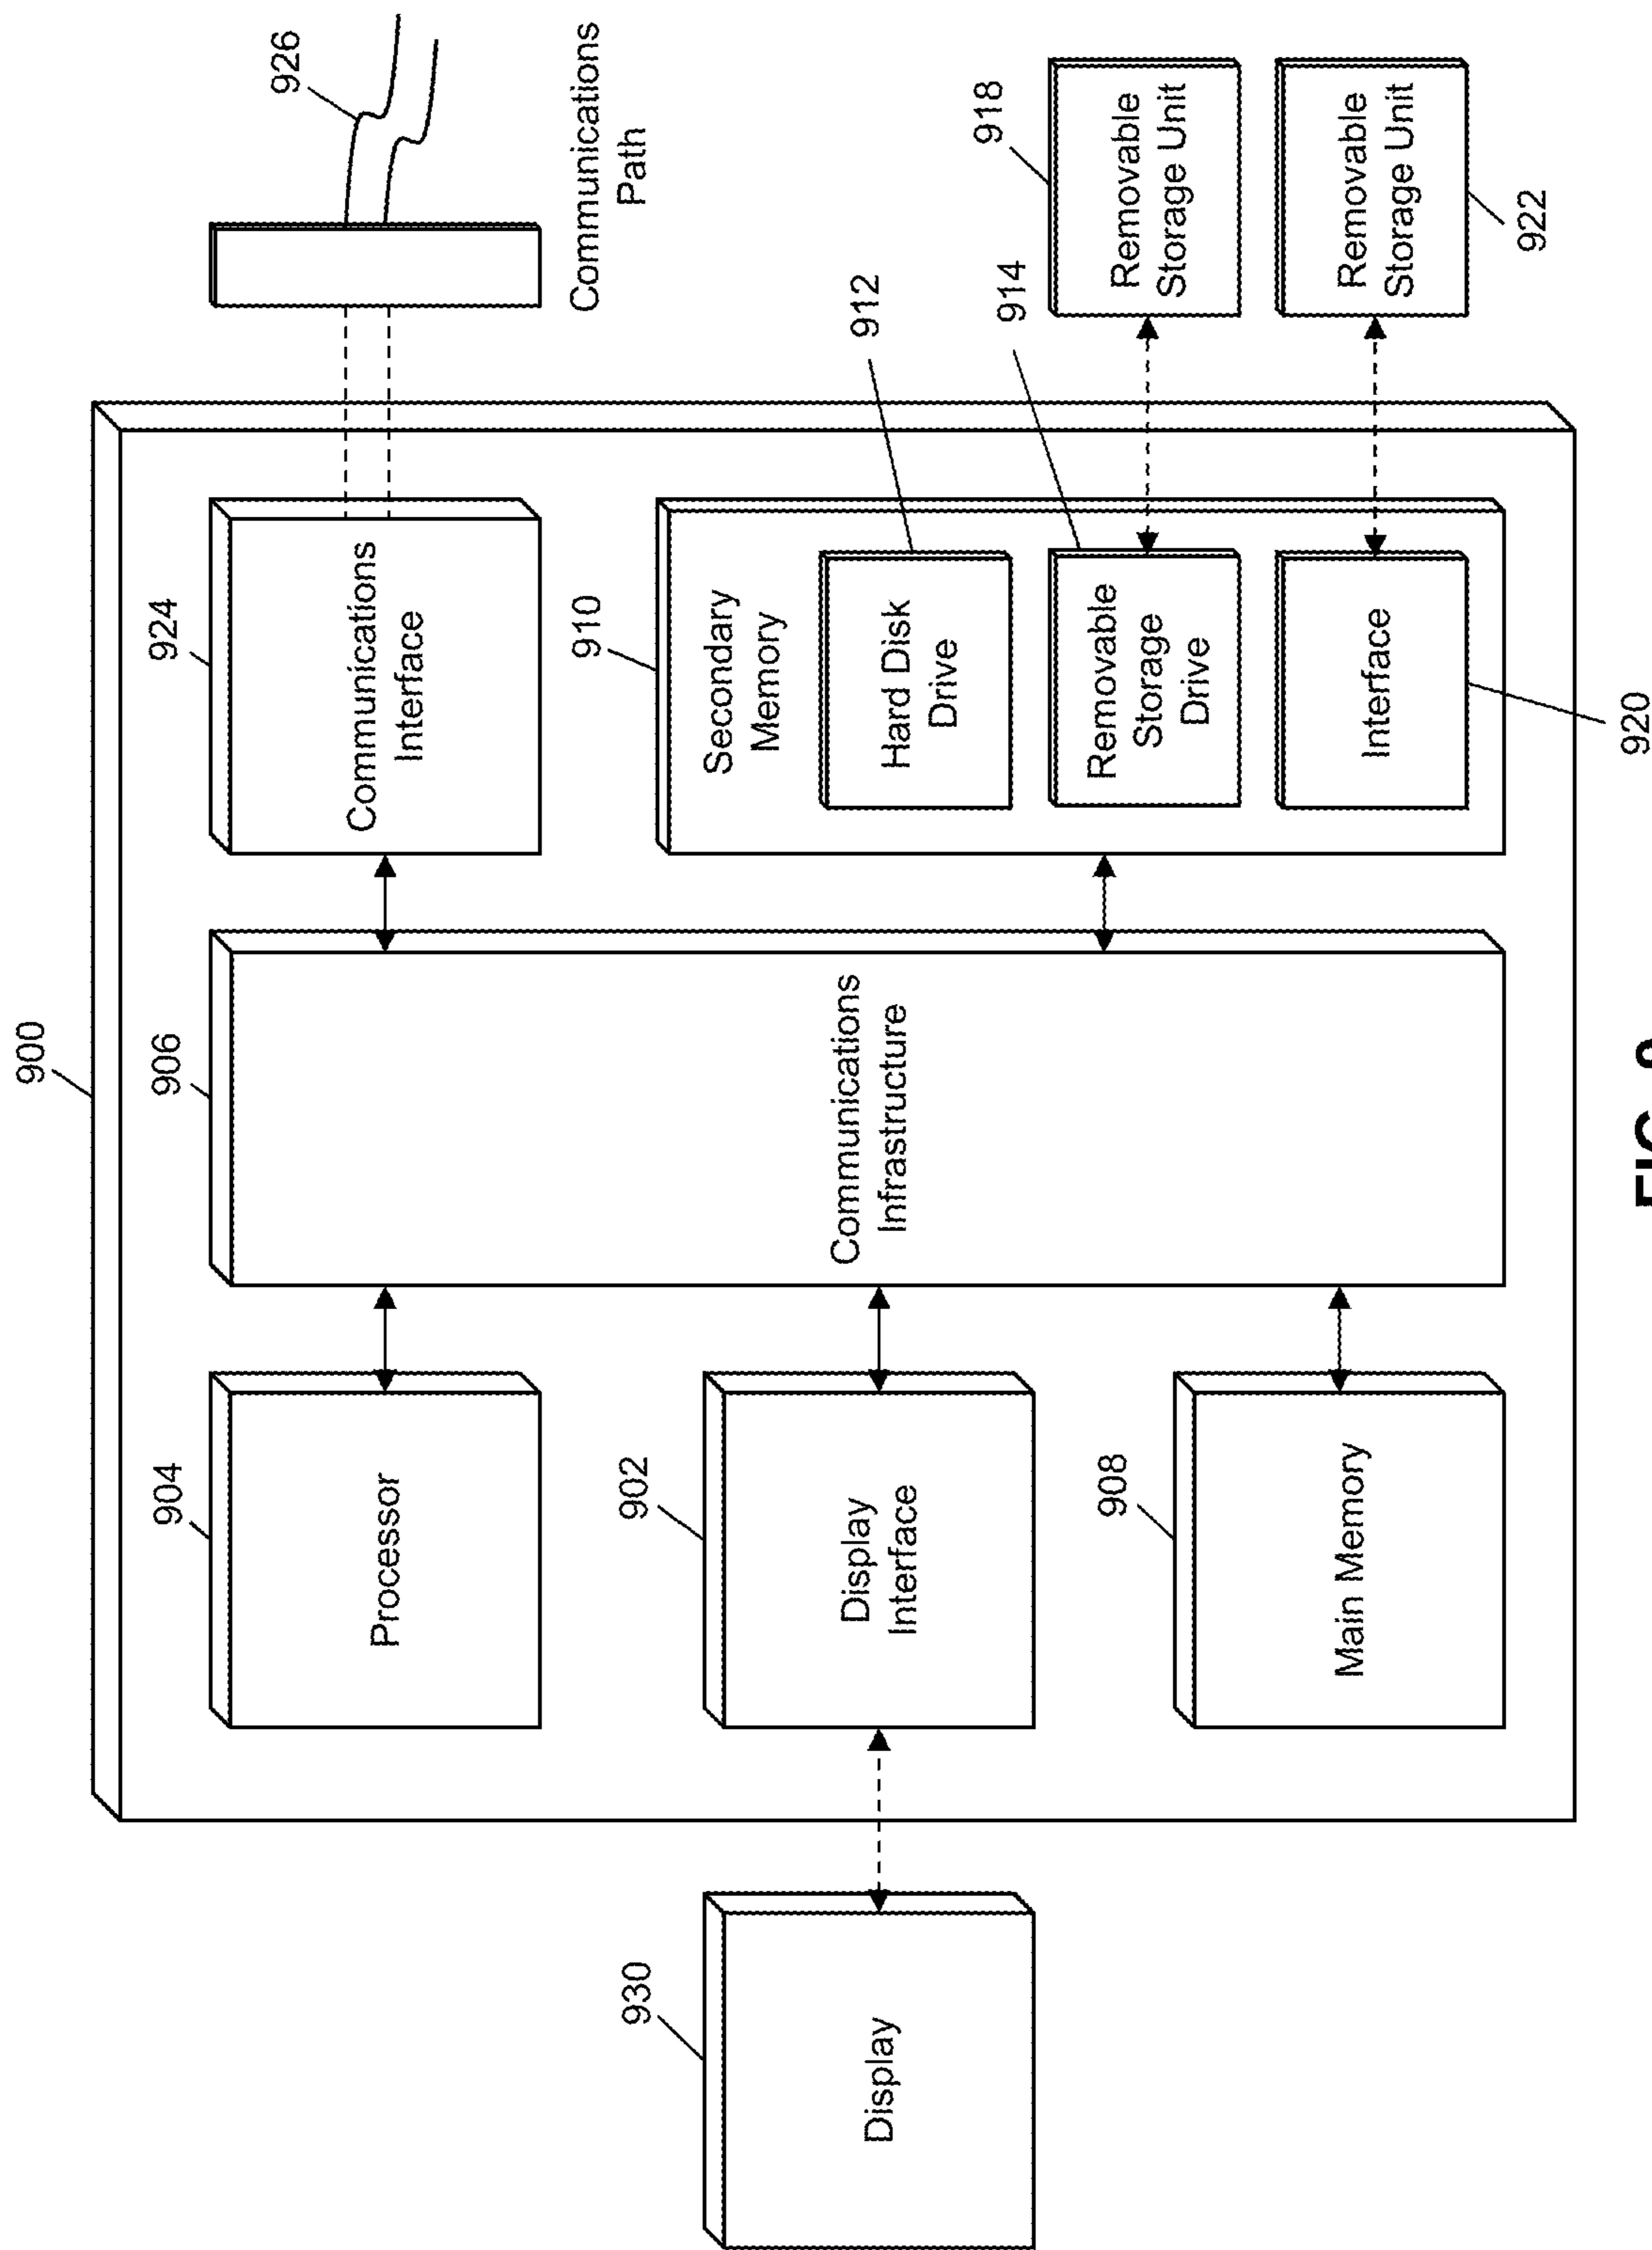 900
904
906
924
926
Processor
Communications
Interface
Communications
Path
930
902
910
Display
Display
Interface
Communications
Infrastructure
Secondary
Memory
912
Hard Disk
Drive
918
914
908
Removable
Storage
Drive
Removable
Storage Unit
Main Memory
Interface
Removable
Storage Unit
922
920
FIG.